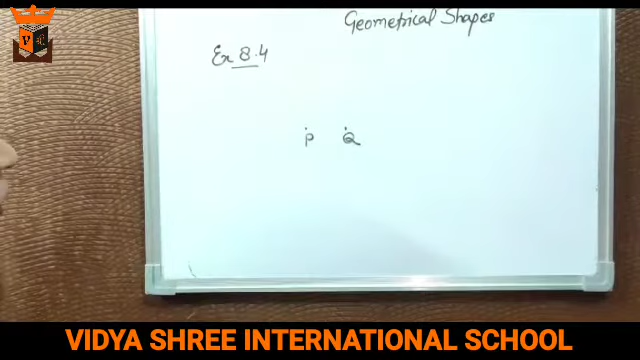 Geometrical Shapes
Ex 8.4
P Q
VIDYA SHREE INTERNATIONAL SCHOOL